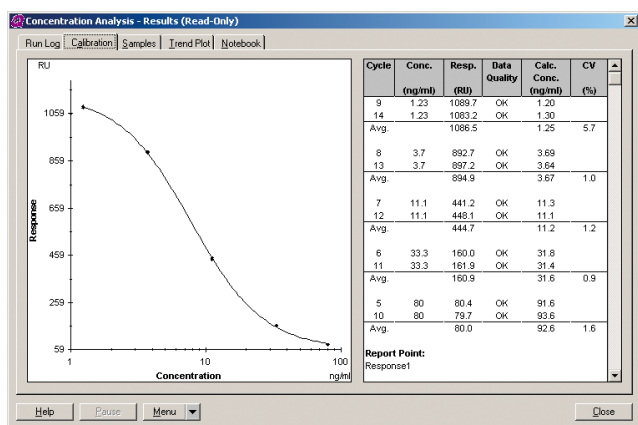 Concentration Analysis - Results (Read-Only)
Run Log Calibration Samples Trend Plot Notebook
RU
1059
859
659
459
259
59
Response
1 10 100
Concentration ng/ml
Cycle Conc. Resp. Data Quality Calc. Conc. CV
(ng/ml) (RU) (ng/ml) (%)
9 1.23 1089.7 OK 1.20
14 1.23 1083.2 OK 1.30
Avg. 1086.5 1.25 5.7
8 3.7 892.7 OK 3.69
13 3.7 897.2 OK 3.64
Avg. 894.9 3.67 1.0
7 11.1 441.2 OK 11.3
12 11.1 448.1 OK 11.1
Avg. 444.7 11.2 1.2
6 33.3 160.0 OK 31.8
11 33.3 161.9 OK 31.4
Avg. 160.9 31.6 0.9
5 80 80.4 OK 91.6
10 80 79.7 OK 93.6
Avg. 80.0 92.6 1.6
Report Point:
Response1
Help Pause Menu Close